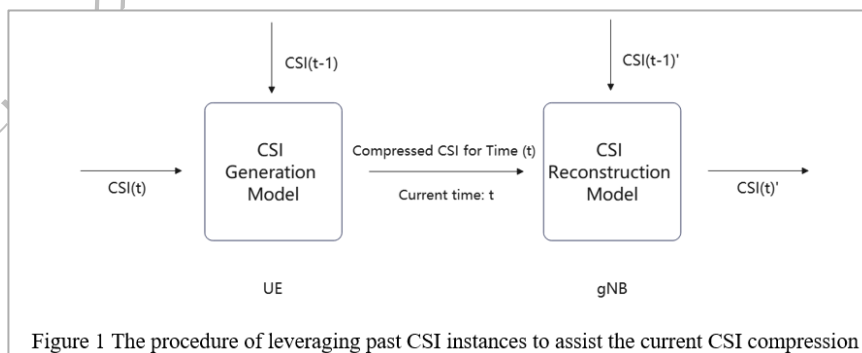 CSI(t-1)
CSI(t-1)'
CSI
Generation
Model
Compressed CSI for Time (t)
CSI
Reconstruction
Model
CSI(t)
Current time: t
CSI(t)'
UE
gNB
Figure 1 The procedure of leveraging past CSI instances to assist the current CSI compression